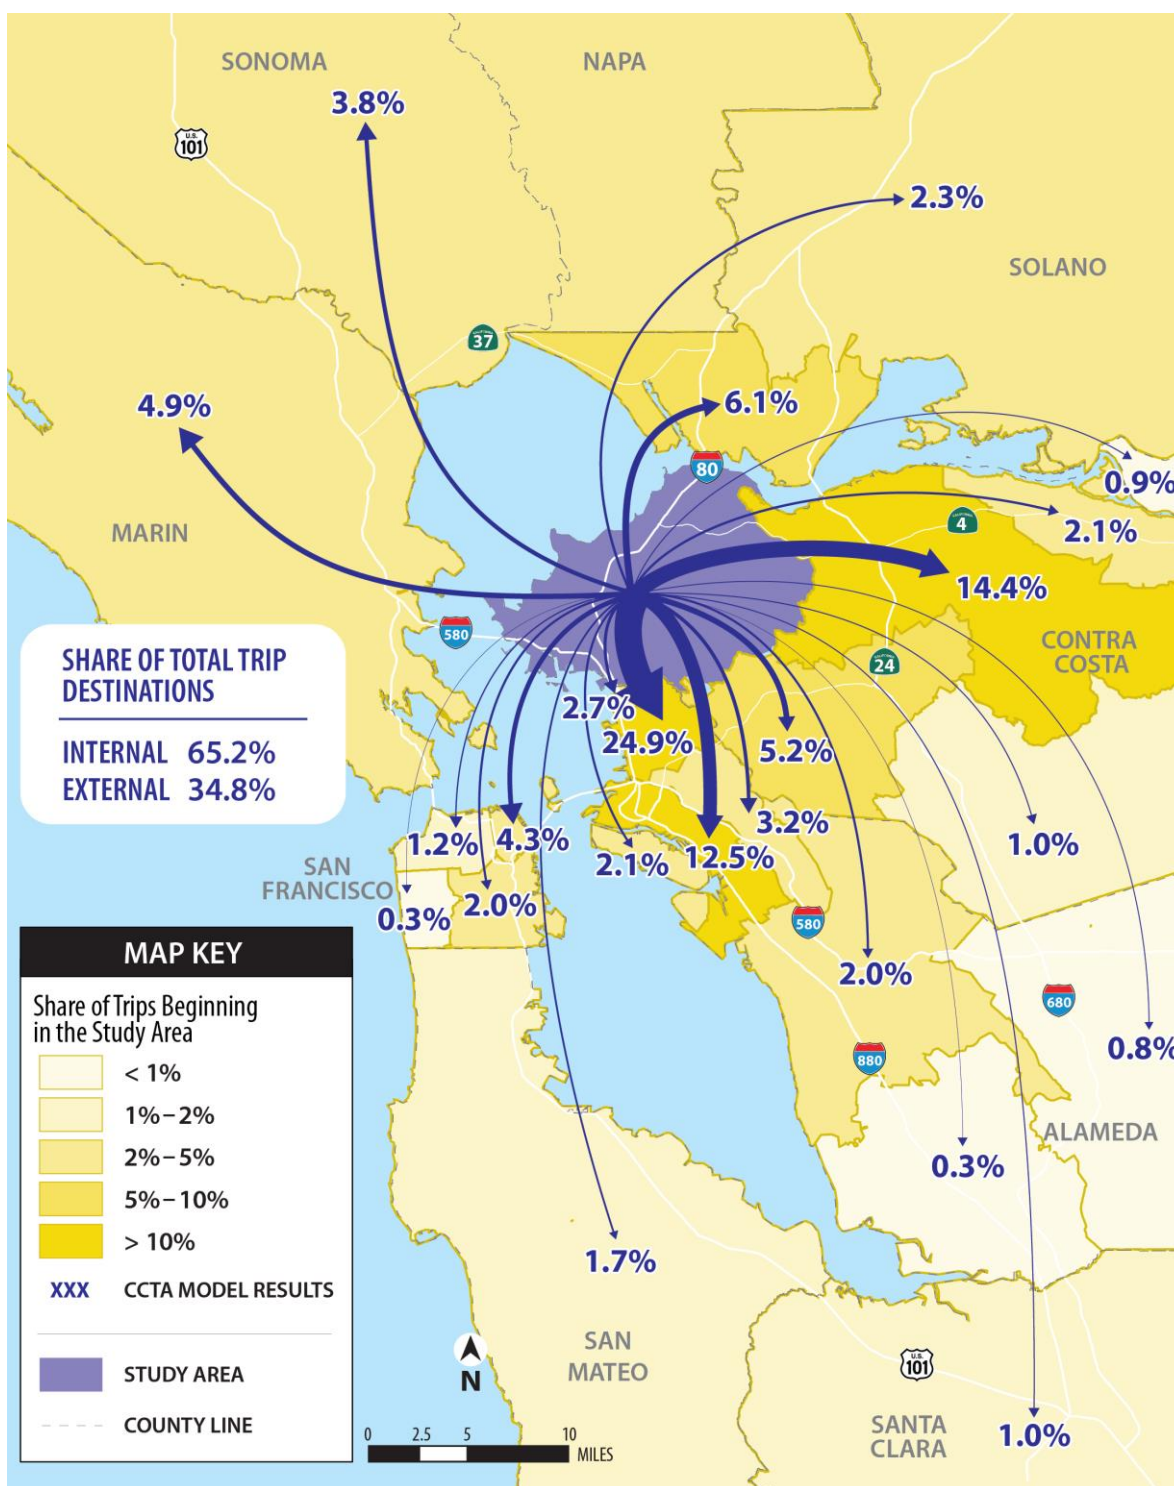 SONOMA
NAPA
3.8%
U.S.
101
2.3%
SOLANO
CALIFORNIA
37
4.9%
6.1%
80
0.9%
MARIN
CALIFORNIA
4
2.1%
14.4%
580
CONTRA
COSTA
CALIFORNIA
24
SHARE OF TOTAL TRIP
DESTINATIONS
INTERNAL 65.2%
EXTERNAL 34.8%
2.7%
24.9%
5.2%
1.2%
4.3%
2.1%
12.5%
3.2%
1.0%
SAN
FRANCISCO
0.3%
2.0%
580
2.0%
680
0.8%
880
ALAMEDA
0.3%
1.7%
SAN
MATEO
U.S.
101
SANTA
CLARA
1.0%
MAP KEY
Share of Trips Beginning
in the Study Area
< 1%
1%–2%
2%–5%
5%–10%
> 10%
XXX CCTA MODEL RESULTS
STUDY AREA
COUNTY LINE
N
0 2.5 5 10
MILES